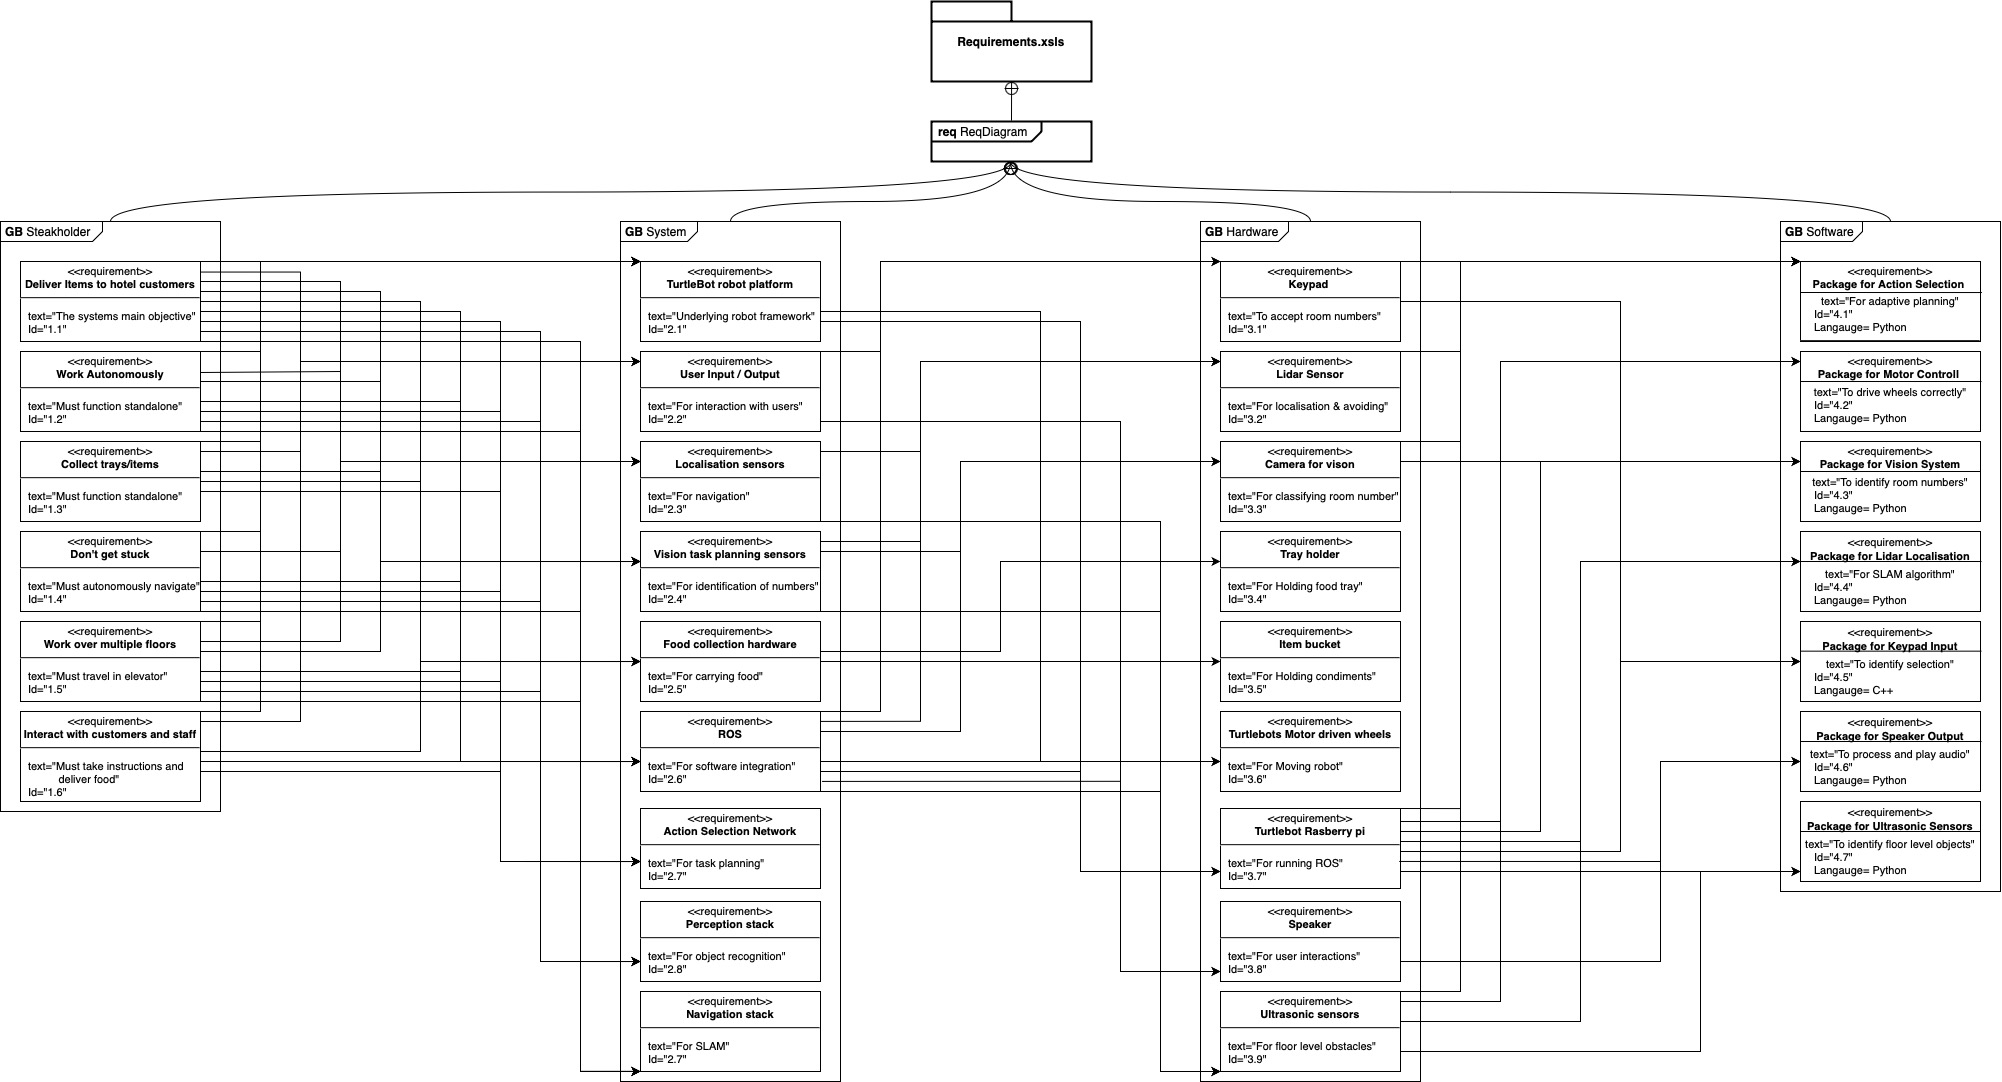 Requirements.xsls
req ReqDiagram
GB Steakholder
<<requirement>>
Deliver Items to hotel customers
text="The systems main objective"
Id="1.1"
<<requirement>>
Work Autonomously
text="Must function standalone"
Id="1.2"
<<requirement>>
Collect trays/items
text="Must function standalone"
Id="1.3"
<<requirement>>
Don't get stuck
text="Must autonomously navigate"
Id="1.4"
<<requirement>>
Work over multiple floors
text="Must travel in elevator"
Id="1.5"
<<requirement>>
Interact with customers and staff
text="Must take instructions and
deliver food"
Id="1.6"
GB System
<<requirement>>
TurtleBot robot platform
text="Underlying robot framework"
Id="2.1"
<<requirement>>
User Input / Output
text="For interaction with users"
Id="2.2"
<<requirement>>
Localisation sensors
text="For navigation"
Id="2.3"
<<requirement>>
Vision task planning sensors
text="For identification of numbers"
Id="2.4"
<<requirement>>
Food collection hardware
text="For carrying food"
Id="2.5"
<<requirement>>
ROS
text="For software integration"
Id="2.6"
<<requirement>>
Action Selection Network
text="For task planning"
Id="2.7"
<<requirement>>
Perception stack
text="For object recognition"
Id="2.8"
<<requirement>>
Navigation stack
text="For SLAM"
Id="2.7"
GB Hardware
<<requirement>>
Keypad
text="To accept room numbers"
Id="3.1"
<<requirement>>
Lidar Sensor
text="For localisation & avoiding"
Id="3.2"
<<requirement>>
Camera for vison
text="For classifying room number"
Id="3.3"
<<requirement>>
Tray holder
text="For Holding food tray"
Id="3.4"
<<requirement>>
Item bucket
text="For Holding condiments"
Id="3.5"
<<requirement>>
Turtlebots Motor driven wheels
text="For Moving robot"
Id="3.6"
<<requirement>>
Turtlebot Rasberry pi
text="For running ROS"
Id="3.7"
<<requirement>>
Speaker
text="For user interactions"
Id="3.8"
<<requirement>>
Ultrasonic sensors
text="For floor level obstacles"
Id="3.9"
GB Software
<<requirement>>
Package for Action Selection
text="For adaptive planning"
Id="4.1"
Langauge= Python
<<requirement>>
Package for Motor Controll
text="To drive wheels correctly"
Id="4.2"
Langauge= Python
<<requirement>>
Package for Vision System
text="To identify room numbers"
Id="4.3"
Langauge= Python
<<requirement>>
Package for Lidar Localisation
text="For SLAM algorithm"
Id="4.4"
Langauge= Python
<<requirement>>
Package for Keypad Input
text="To identify selection"
Id="4.5"
Langauge= C++
<<requirement>>
Package for Speaker Output
text="To process and play audio"
Id="4.6"
Langauge= Python
<<requirement>>
Package for Ultrasonic Sensors
text="To identify floor level objects"
Id="4.7"
Langauge= Python